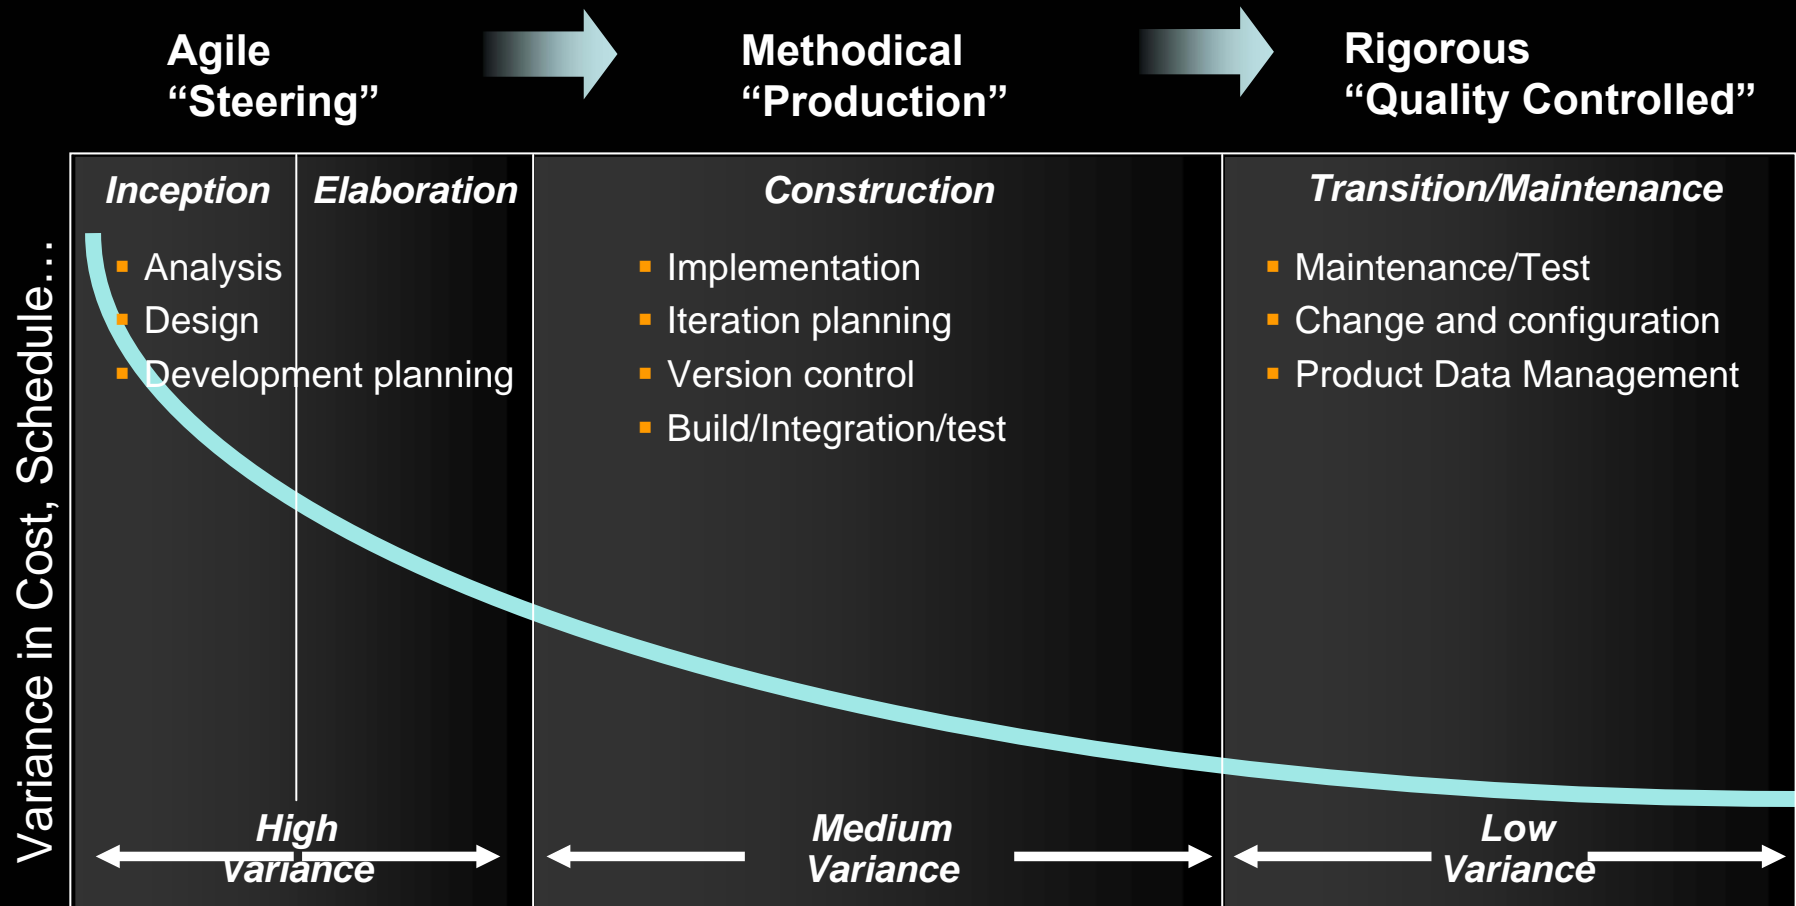 Agile
“Steering”
Methodical
“Production”
Rigorous
“Quality Controlled”
Variance in Cost, Schedule…
Inception
Elaboration
Analysis
Design
Development planning
Construction
Implementation
Iteration planning
Version control
Build/Integration/test
Transition/Maintenance
Maintenance/Test
Change and configuration
Product Data Management
High
Variance
Medium
Variance
Low
Variance